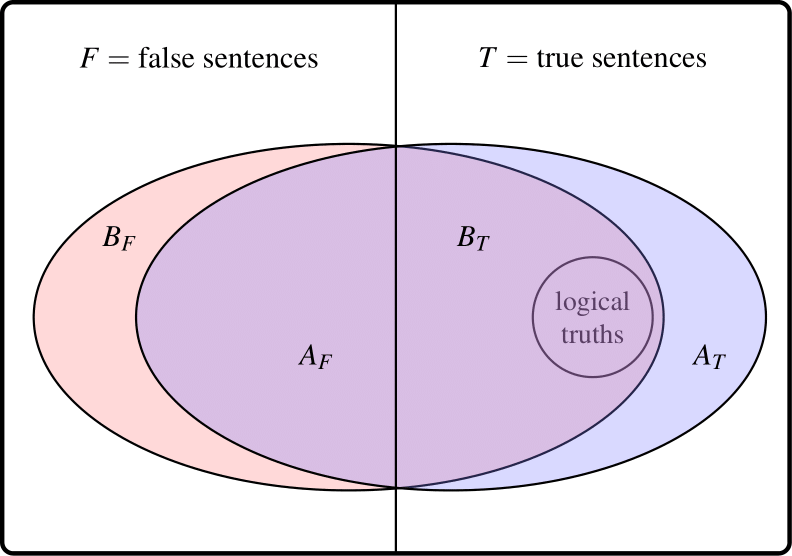 F = false sentences
T = true sentences
B_F
B_T
logical
truths
A_F
A_T